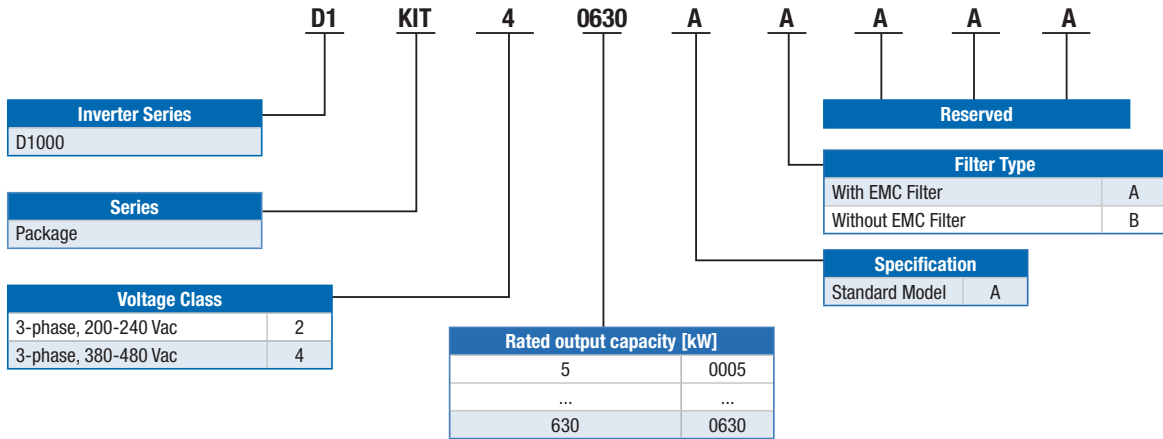 D1 KIT 4 0630 A A A A A
Inverter Series
D1000
Series
Package
Voltage Class
3-phase, 200-240 Vac 2
3-phase, 380-480 Vac 4
Rated output capacity [kW]
5 0005
... ...
630 0630
Reserved
Filter Type
With EMC Filter A
Without EMC Filter B
Specification
Standard Model A